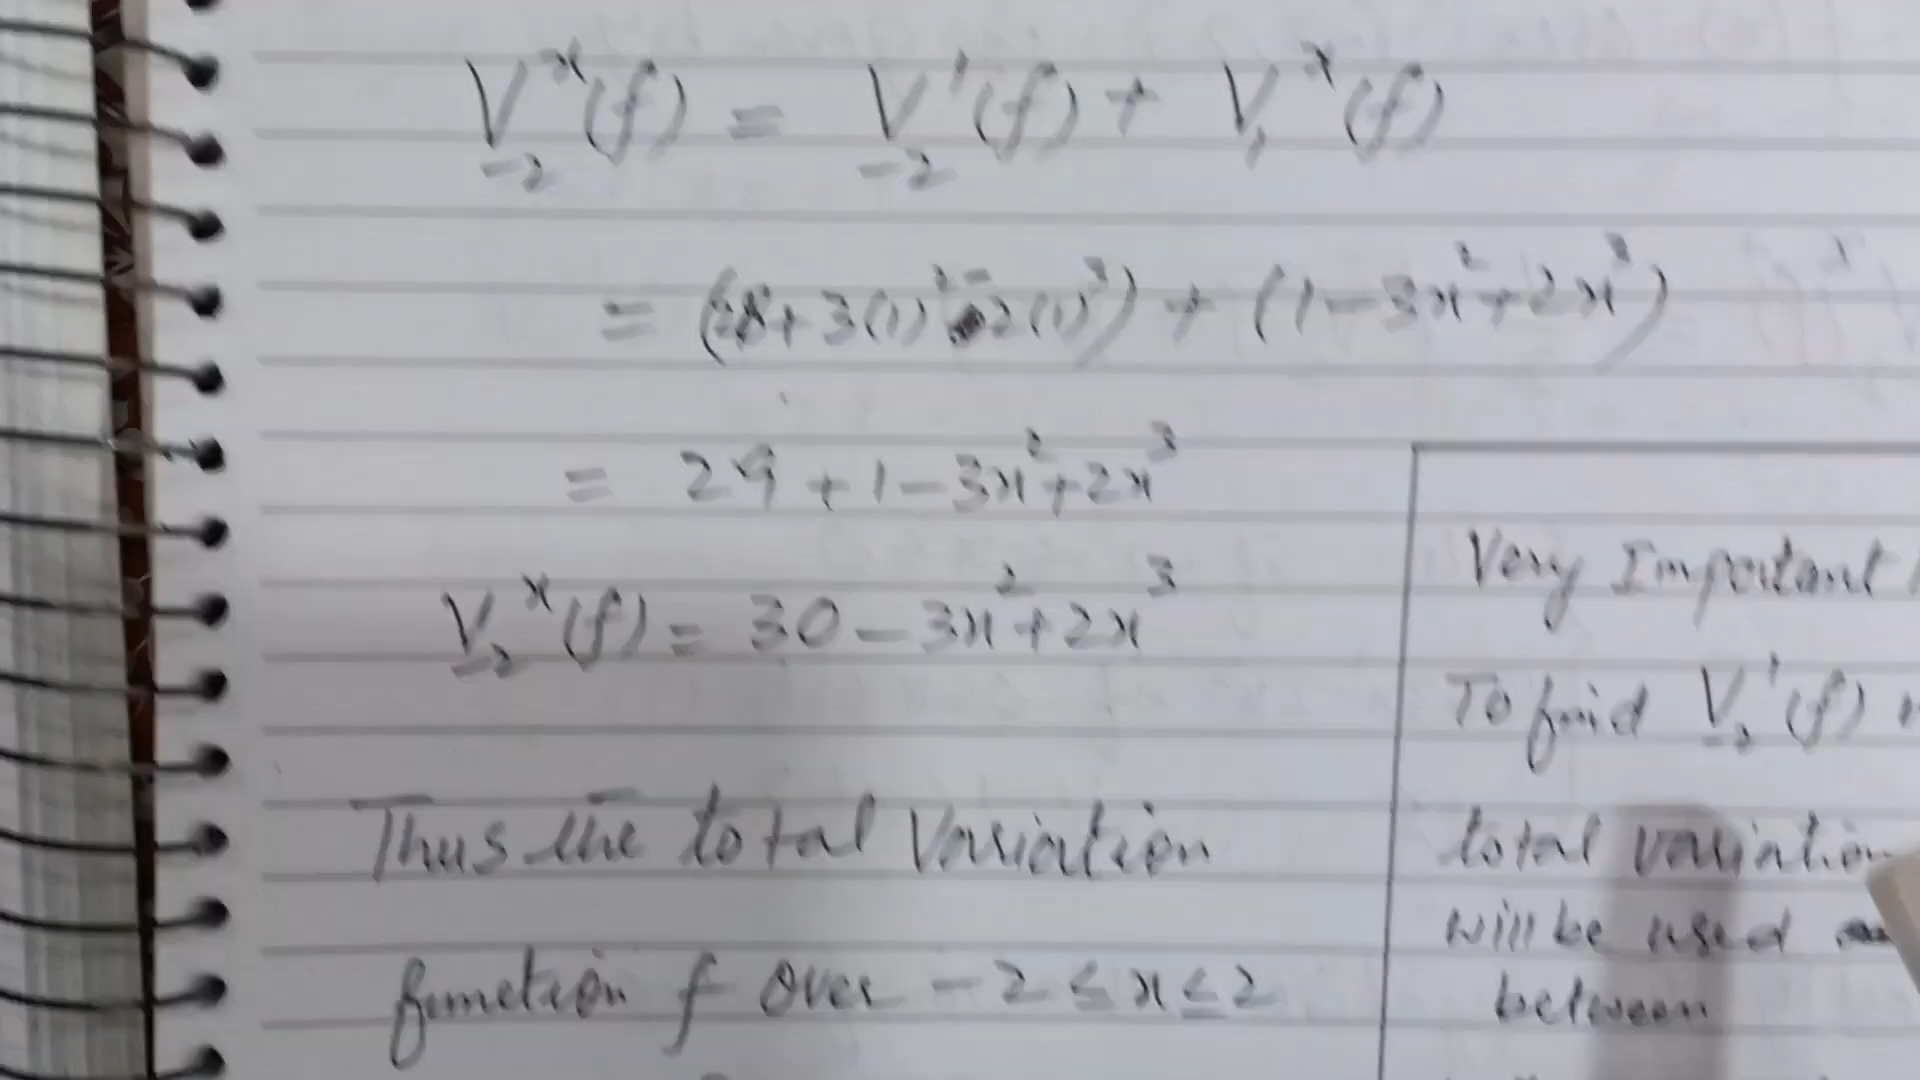 V₋₂ˣ(f) = V₋₂¹(f) + V₁ˣ(f)
= (28+3(1)²-2(1)³) + (1-3x²+2x³)
= 29 + 1 - 3x² + 2x³
V₋₂ˣ(f) = 30 - 3x² + 2x³
Thus the total Variation
function f over -2 ≤ x ≤ 2
Very Important
To find V₋₂¹(f)
total variation
will be used
between